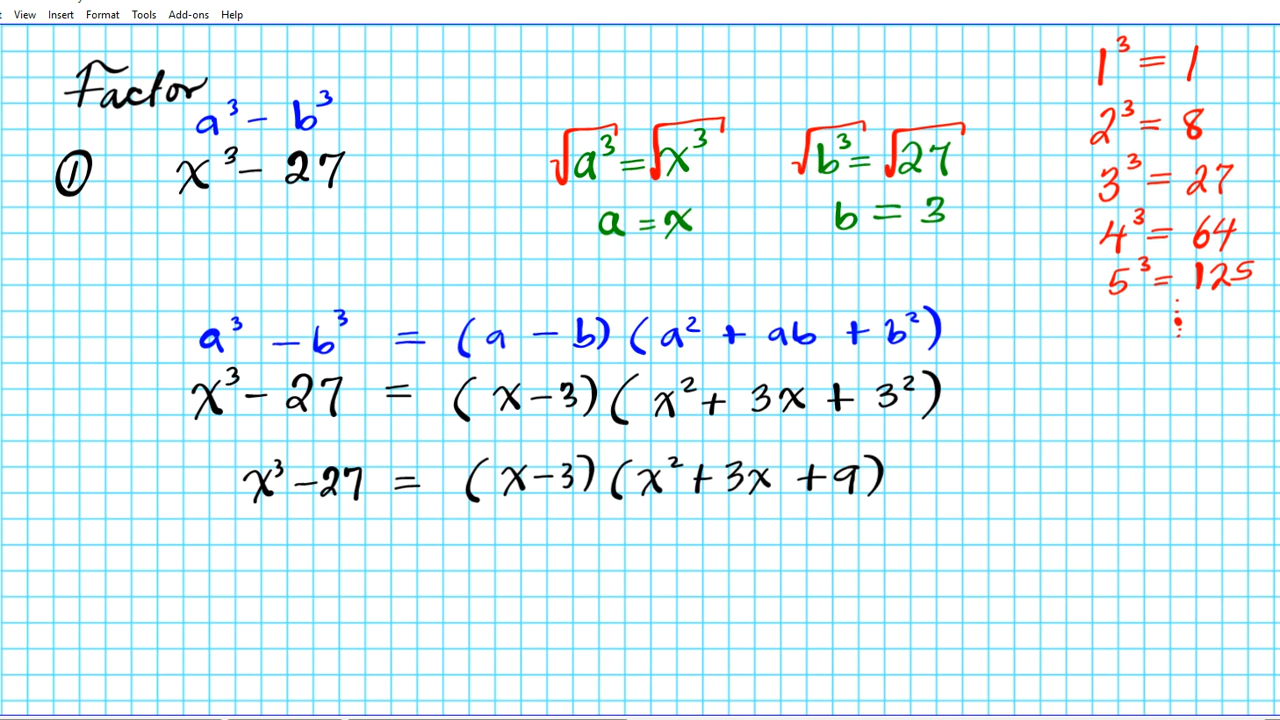 View Insert Format Tools Add-ons Help
Factor
a³ - b³
① x³ - 27
√a³ = √x³
a = x
√b³ = √27
b = 3
1³ = 1
2³ = 8
3³ = 27
4³ = 64
5³ = 125
⋮
a³ - b³ = (a - b) (a² + ab + b²)
x³ - 27 = (x - 3) (x² + 3x + 3²)
x³ - 27 = (x - 3) (x² + 3x + 9)